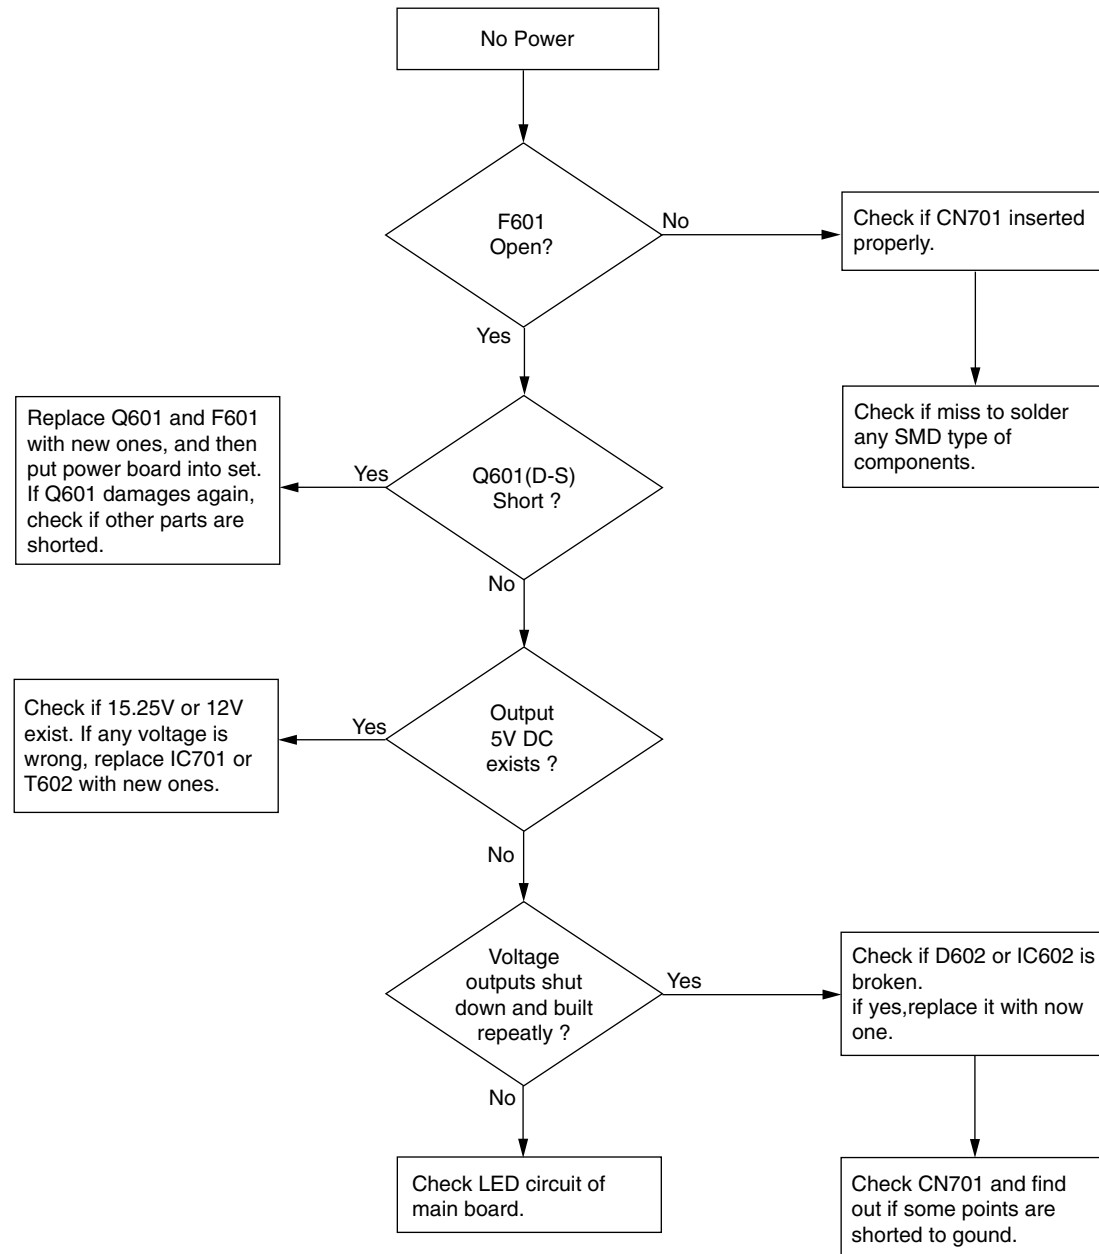 No Power
F601
Open?
No
Check if CN701 inserted
properly.
Yes
Check if miss to solder
any SMD type of
components.
Replace Q601 and F601
with new ones, and then
put power board into set.
If Q601 damages again,
check if other parts are
shorted.
Yes
Q601(D-S)
Short ?
No
Check if 15.25V or 12V
exist. If any voltage is
wrong, replace IC701 or
T602 with new ones.
Yes
Output
5V DC
exists ?
No
Voltage
outputs shut
down and built
repeatly ?
Yes
Check if D602 or IC602 is
broken.
if yes,replace it with now
one.
No
Check LED circuit of
main board.
Check CN701 and find
out if some points are
shorted to gound.